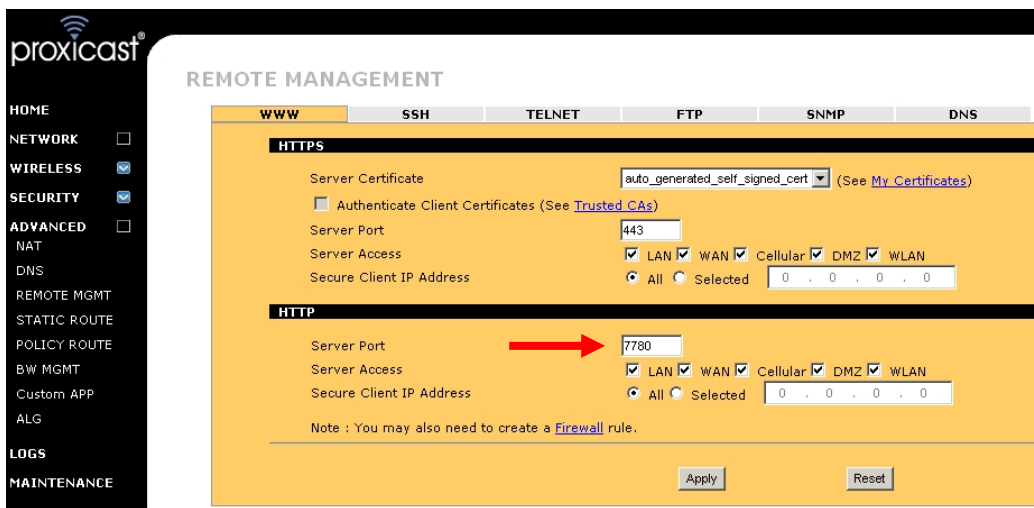 proxicast®
REMOTE MANAGEMENT
HOME
NETWORK
WIRELESS
SECURITY
ADVANCED
NAT
DNS
REMOTE MGMT
STATIC ROUTE
POLICY ROUTE
BW MGMT
Custom APP
ALG
LOGS
MAINTENANCE
WWW SSH TELNET FTP SNMP DNS
HTTPS
Server Certificate auto_generated_self_signed_cert (See My Certificates)
Authenticate Client Certificates (See Trusted CAs)
Server Port 443
Server Access LAN WAN Cellular DMZ WLAN
Secure Client IP Address All Selected 0 . 0 . 0 . 0
HTTP
Server Port 7780
Server Access LAN WAN Cellular DMZ WLAN
Secure Client IP Address All Selected 0 . 0 . 0 . 0
Note : You may also need to create a Firewall rule.
Apply Reset